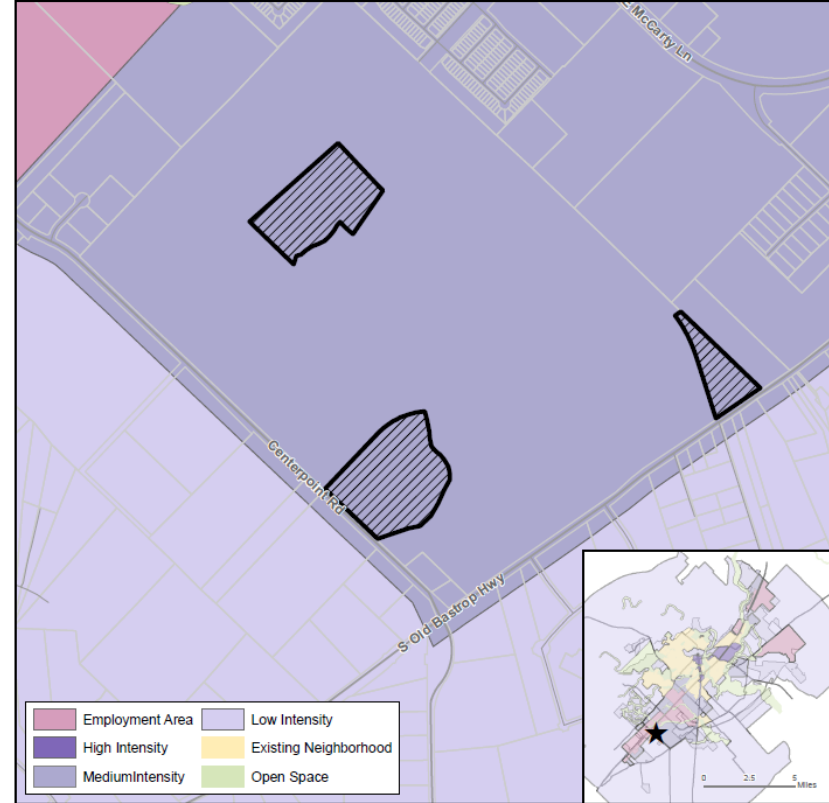 E McCarty Ln
Centerpoint Rd
S Old Bastrop Hwy
Employment Area
High Intensity
MediumIntensity
Low Intensity
Existing Neighborhood
Open Space
0 2.5 5
Miles